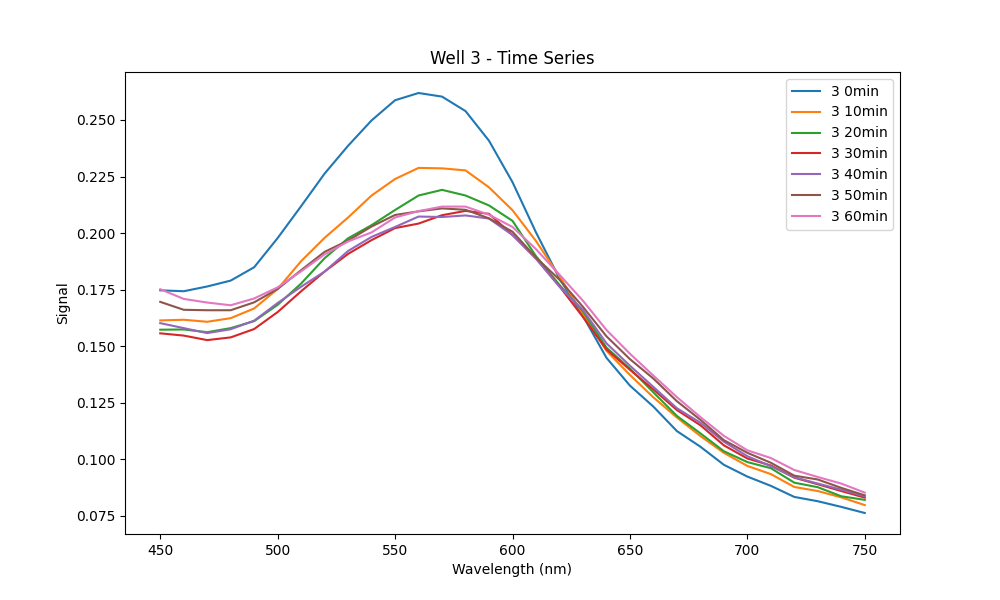 Well 3 - Time Series
3 0min
3 10min
3 20min
3 30min
3 40min
3 50min
3 60min
Signal
0.250
0.225
0.200
0.175
0.150
0.125
0.100
0.075
450 500 550 600 650 700 750
Wavelength (nm)